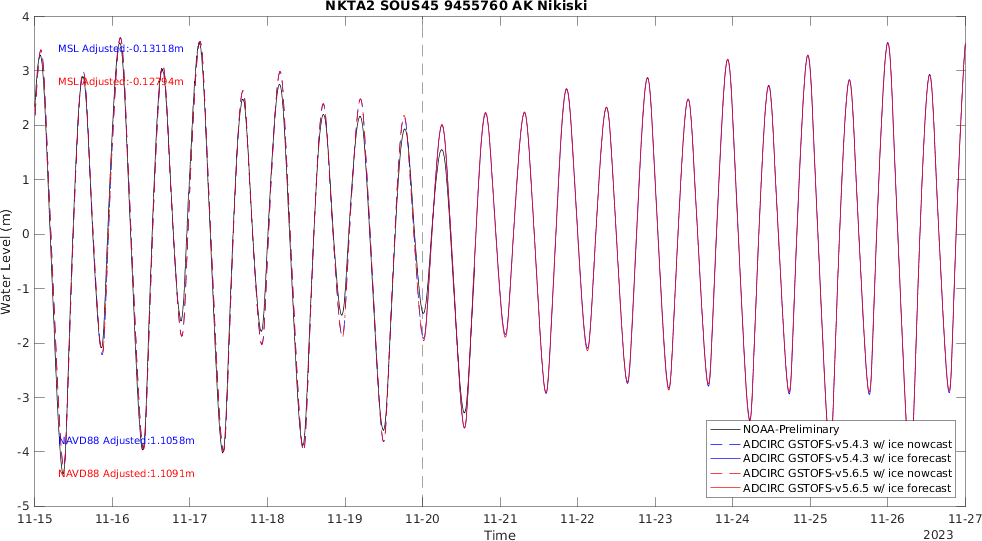 NKTA2 SOUS45 9455760 AK Nikiski
4
3
2
1
0
-1
-2
-3
-4
-5
Water Level (m)
MSL Adjusted:-0.13118m
MSL Adjusted:-0.12794m
NAVD88 Adjusted:1.1058m
NAVD88 Adjusted:1.1091m
NOAA-Preliminary
ADCIRC GSTOFS-v5.4.3 w/ ice nowcast
ADCIRC GSTOFS-v5.4.3 w/ ice forecast
ADCIRC GSTOFS-v5.6.5 w/ ice nowcast
ADCIRC GSTOFS-v5.6.5 w/ ice forecast
11-15 11-16 11-17 11-18 11-19 11-20 11-21 11-22 11-23 11-24 11-25 11-26 11-27
Time
2023